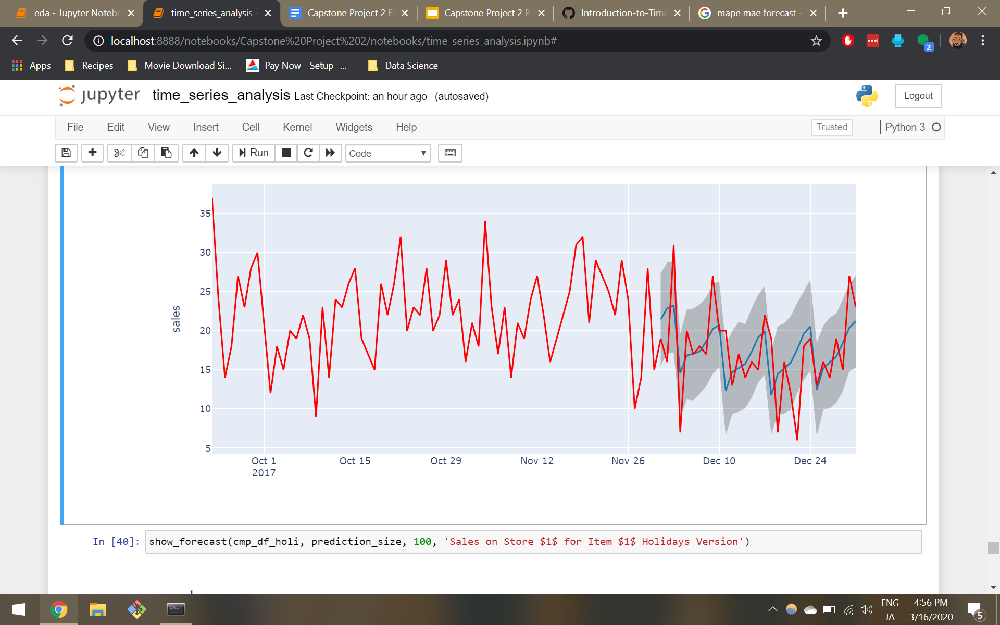 eda - Jupyter Notebo
time_series_analysis -
Capstone Project 2 Fi
Capstone Project 2 P
Introduction-to-Time
mape mae forecast -
localhost:8888/notebooks/Capstone%20Project%202/notebooks/time_series_analysis.ipynb#
2
Apps
Recipes
Movie Download Si...
Pay Now - Setup -...
Data Science
jupyter
time_series_analysis Last Checkpoint: an hour ago (autosaved)
Logout
File Edit View Insert Cell Kernel Widgets Help
Trusted
Python 3
Run
Code
35
30
25
20
15
10
5
sales
Oct 1
2017
Oct 15
Oct 29
Nov 12
Nov 26
Dec 10
Dec 24
In [40]: show_forecast(cmp_df_holi, prediction_size, 100, 'Sales on Store $1$ for Item $1$ Holidays Version')
ENG
JA
4:56 PM
3/16/2020
5